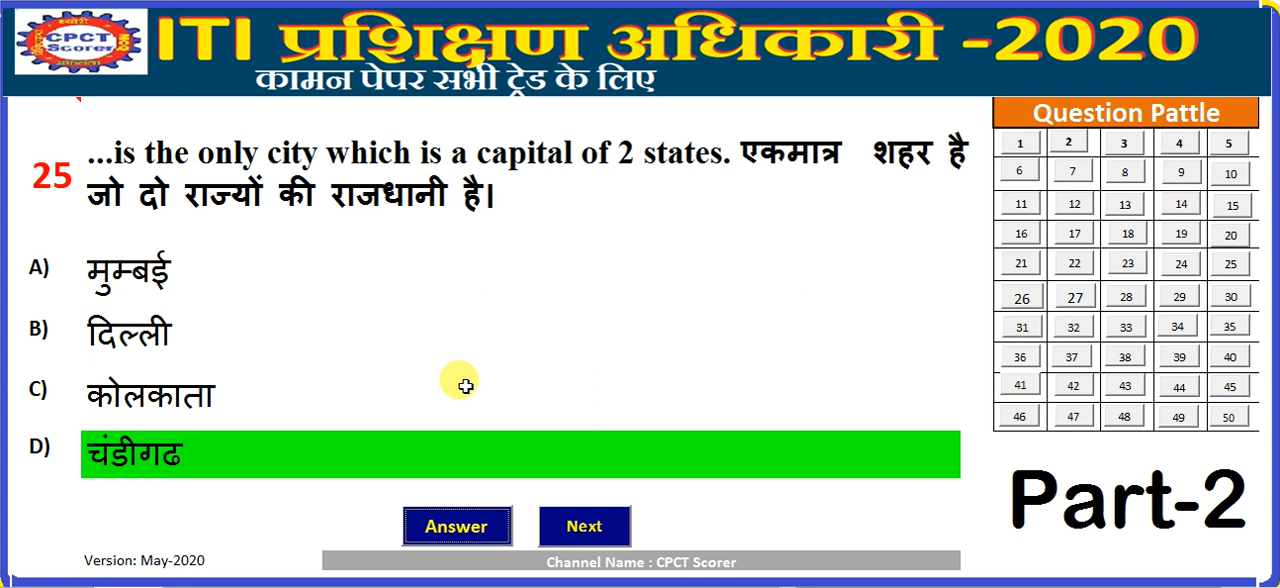 CPCT
Scorer
ITI प्रशिक्षण अधिकारी -2020
कामन पेपर सभी ट्रेड के लिए
Question Pattle
1 2 3 4 5
6 7 8 9 10
11 12 13 14 15
16 17 18 19 20
21 22 23 24 25
26 27 28 29 30
31 32 33 34 35
36 37 38 39 40
41 42 43 44 45
46 47 48 49 50
25 ...is the only city which is a capital of 2 states. एकमात्र शहर है
जो दो राज्यों की राजधानी है।
A) मुम्बई
B) दिल्ली
C) कोलकाता
D) चंडीगढ
Answer Next
Part-2
Version: May-2020
Channel Name : CPCT Scorer